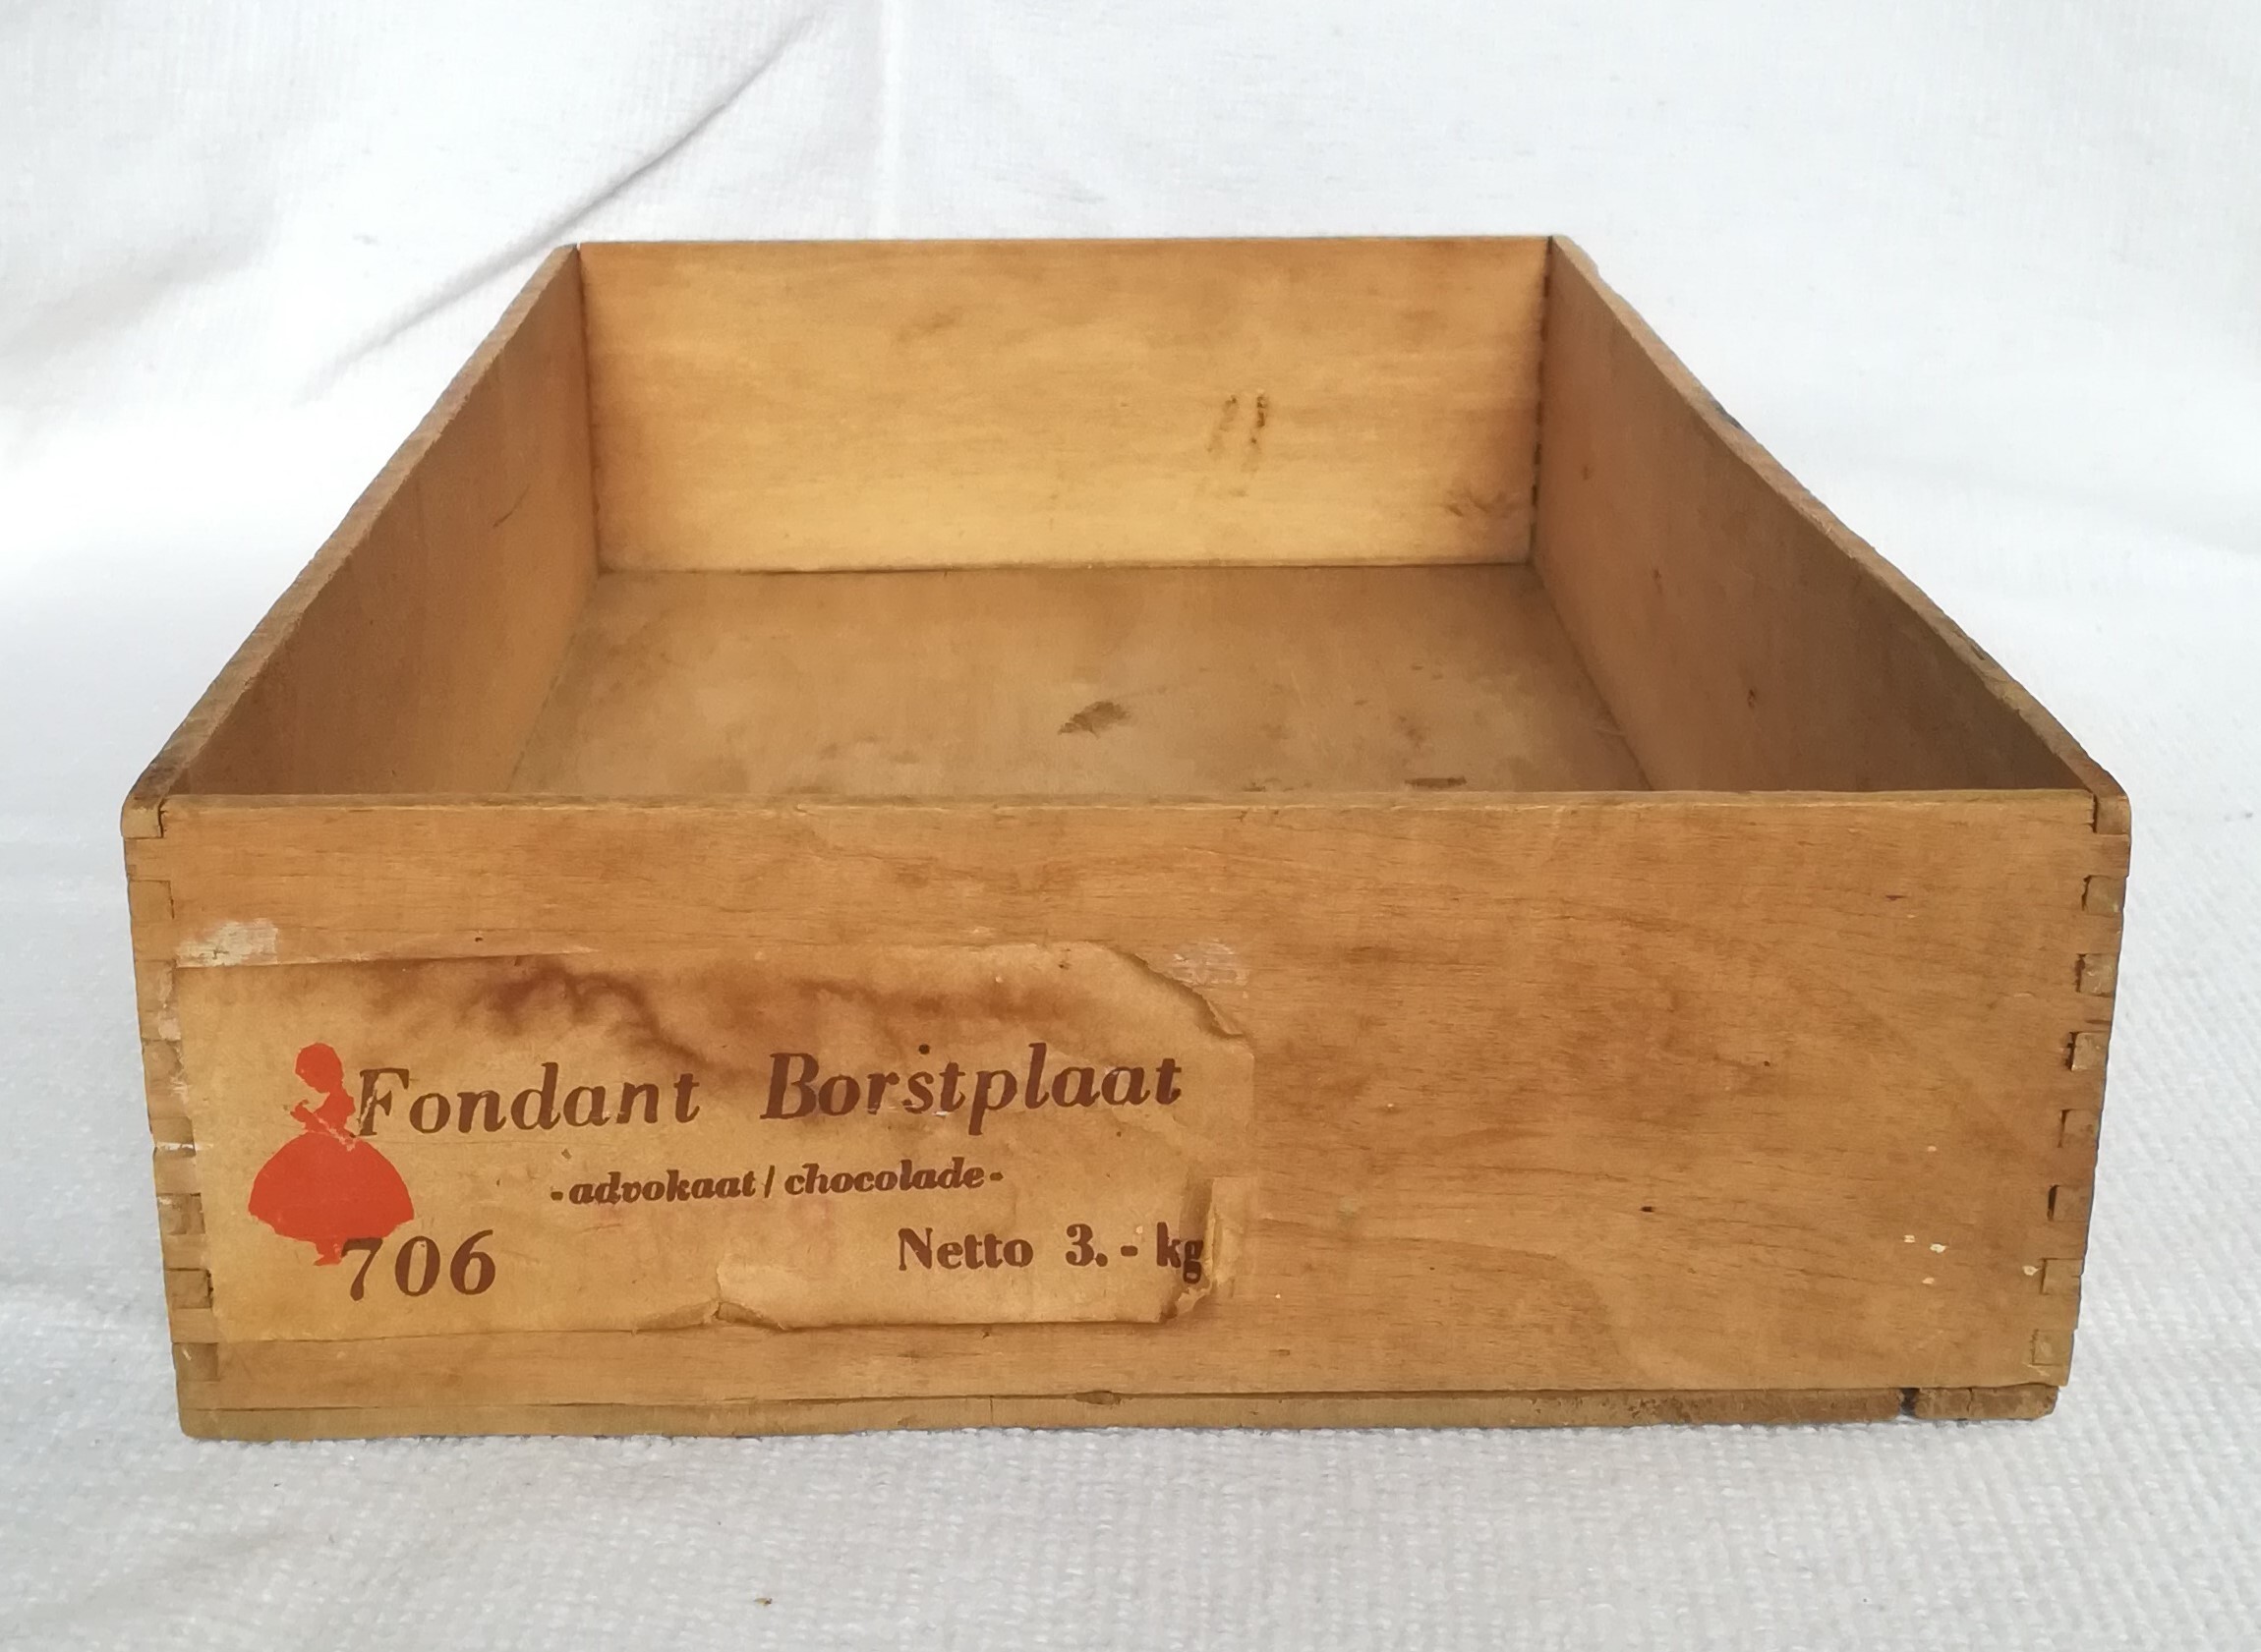 Fondant Borstplaat
-advokaat/chocolade-
706 Netto 3.- kg